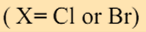 ( X= Cl or Br)